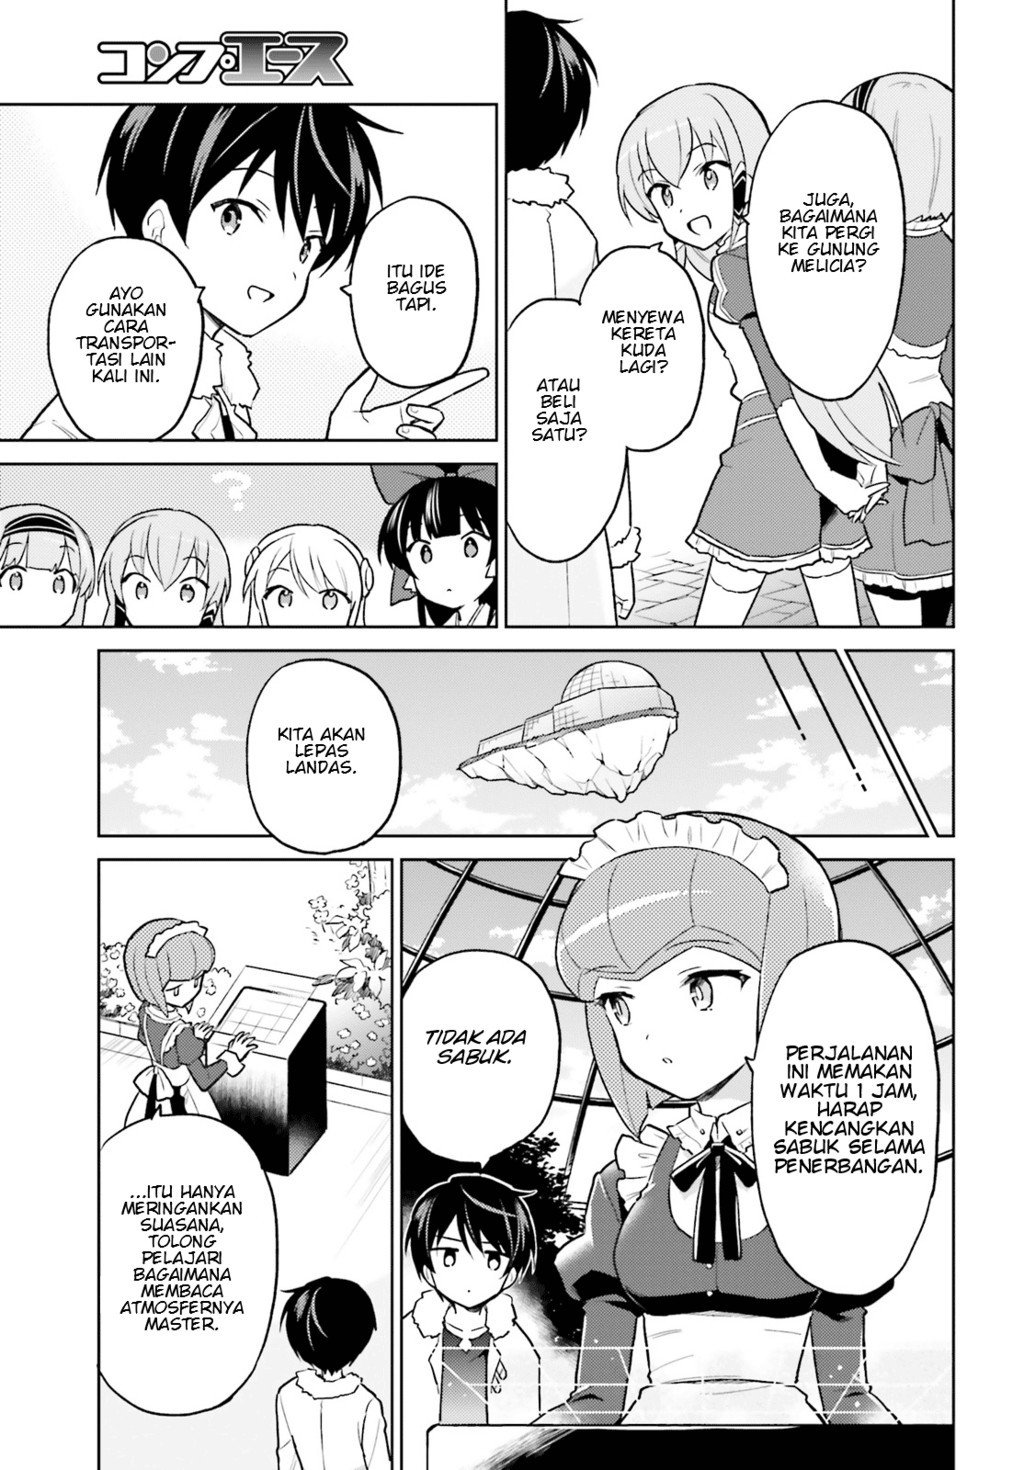 コンプ・エース
JUGA,
BAGAIMANA
KITA PERGI
KE GUNUNG
MELICIA?
MENYEWA
KERETA
KUDA
LAGI?
ATAU
BELI
SAJA
SATU?
ITU IDE
BAGUS
TAPI.
AYO
GUNAKAN
CARA
TRANSPOR-
TASI LAIN
KALI INI.
?
KITA AKAN
LEPAS
LANDAS.
PERJALANAN
INI MEMAKAN
WAKTU 1 JAM,
HARAP
KENCANGKAN
SABUK SELAMA
PENERBANGAN.
TIDAK ADA
SABUK.
...ITU HANYA
MERINGANKAN
SUASANA,
TOLONG
PELAJARI
BAGAIMANA
MEMBACA
ATMOSFERNYA
MASTER.